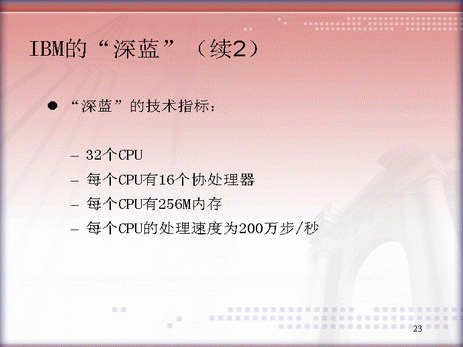 IBM的“深蓝”（续2）
●“深蓝”的技术指标：
– 32个CPU
– 每个CPU有16个协处理器
– 每个CPU有256M内存
– 每个CPU的处理速度为200万步/秒
23